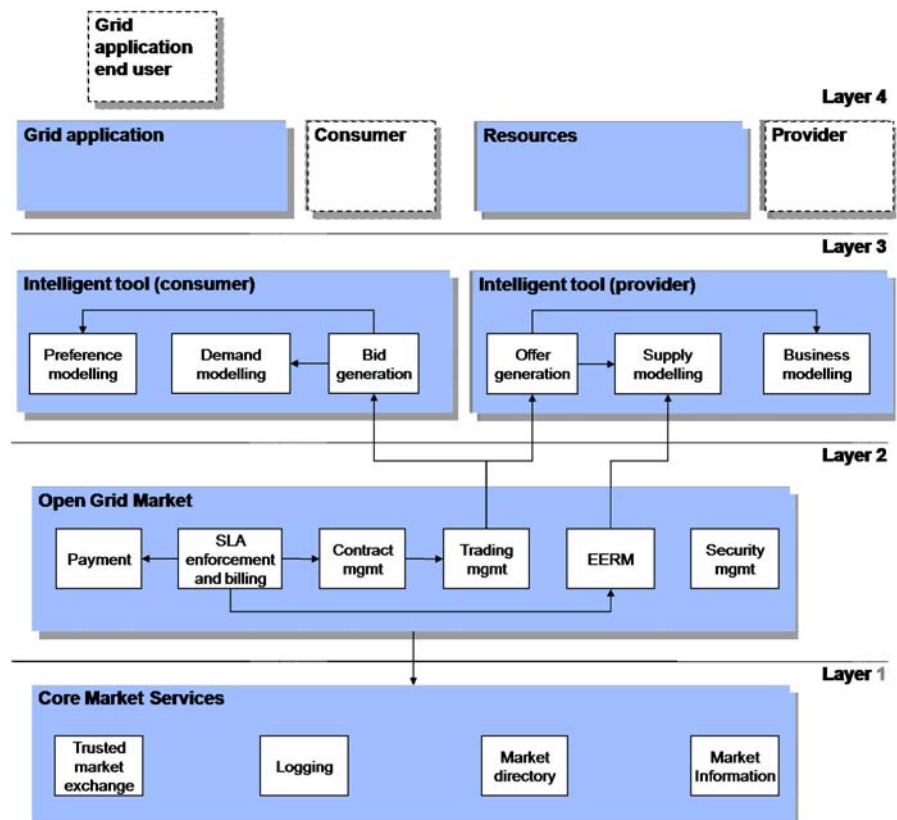 Grid
application
end user
Layer 4
Grid application
Consumer
Resources
Provider
Layer 3
Intelligent tool (consumer)
Intelligent tool (provider)
Preference
modelling
Demand
modelling
Bid
generation
Offer
generation
Supply
modelling
Business
modelling
Layer 2
Open Grid Market
Payment
SLA
enforcement
and billing
Contract
mgmt
Trading
mgmt
EERM
Security
mgmt
Layer 1
Core Market Services
Trusted
market
exchange
Logging
Market
directory
Market
Information